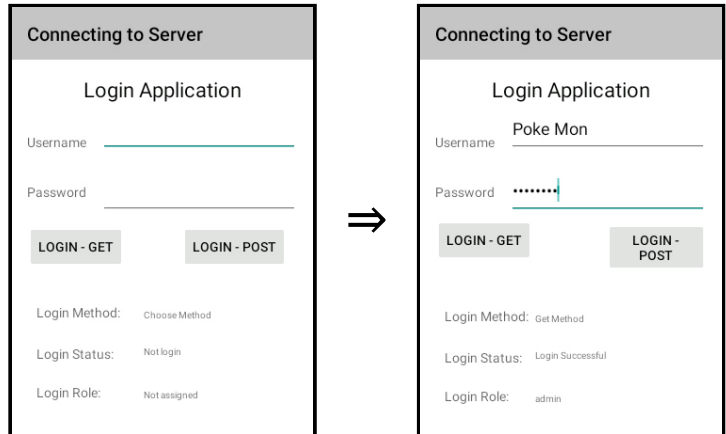 Connecting to Server
Login Application
Username
Password
LOGIN - GET
LOGIN - POST
Login Method: Choose Method
Login Status: Not login
Login Role: Not assigned
⇒
Connecting to Server
Login Application
Username Poke Mon
Password ••••••••
LOGIN - GET
LOGIN -
POST
Login Method: Get Method
Login Status: Login Successful
Login Role: admin